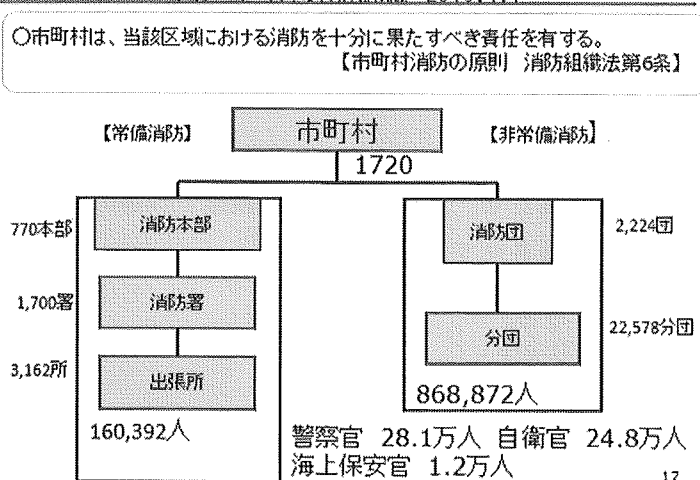 〇市町村は、当該区域における消防を十分に果たすべき責任を有する。
【市町村消防の原則 消防組織法第6条】
【常備消防】
市町村
【非常備消防】
1720
770本部
消防本部
消防団
2,224団
1,700署
消防署
分団
22,578分団
3,162所
出張所
868,872人
160,392人
警察官 28.1万人 自衛官 24.8万人
海上保安官 1.2万人
17